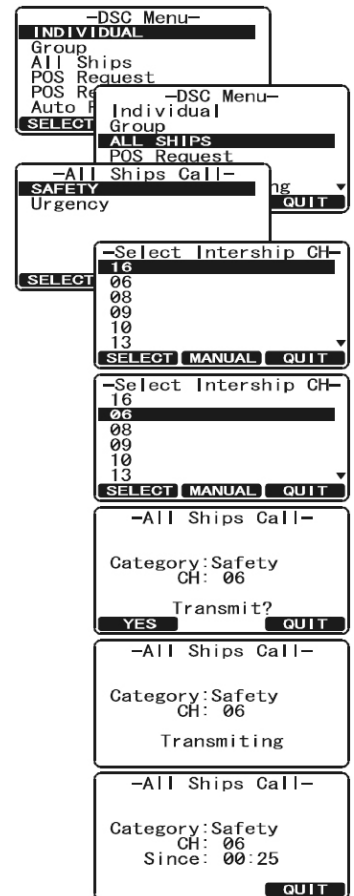 –DSC Menu–
INDIVIDUAL
Group
All Ships
POS Request
POS
Auto
SELECT
–DSC Menu–
Individual
Group
ALL SHIPS
POS Request
QUIT
–All Ships Call–
SAFETY
Urgency
SELECT
–Select Intership CH–
16
06
08
09
10
13
SELECT MANUAL QUIT
–Select Intership CH–
16
06
08
09
10
13
SELECT MANUAL QUIT
–All Ships Call–
Category:Safety
CH: 06
Transmit?
YES QUIT
–All Ships Call–
Category:Safety
CH: 06
Transmiting
–All Ships Call–
Category:Safety
CH: 06
Since: 00:25
QUIT